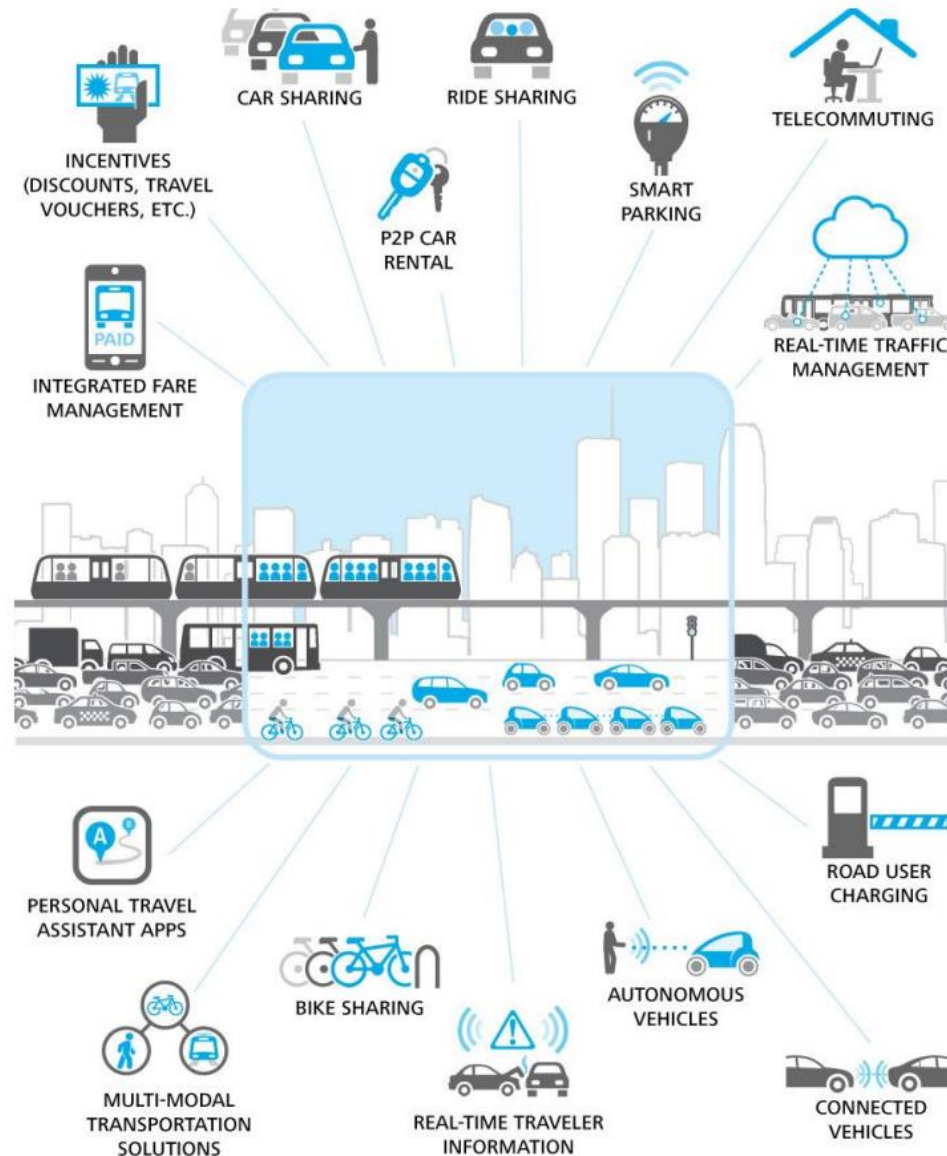 CAR SHARING
RIDE SHARING
TELECOMMUTING
INCENTIVES
(DISCOUNTS, TRAVEL
VOUCHERS, ETC.)
SMART
PARKING
P2P CAR
RENTAL
PAID
REAL-TIME TRAFFIC
MANAGEMENT
INTEGRATED FARE
MANAGEMENT
A
B
PERSONAL TRAVEL
ASSISTANT APPS
ROAD USER
CHARGING
BIKE SHARING
AUTONOMOUS
VEHICLES
MULTI-MODAL
TRANSPORTATION
SOLUTIONS
REAL-TIME TRAVELER
INFORMATION
CONNECTED
VEHICLES